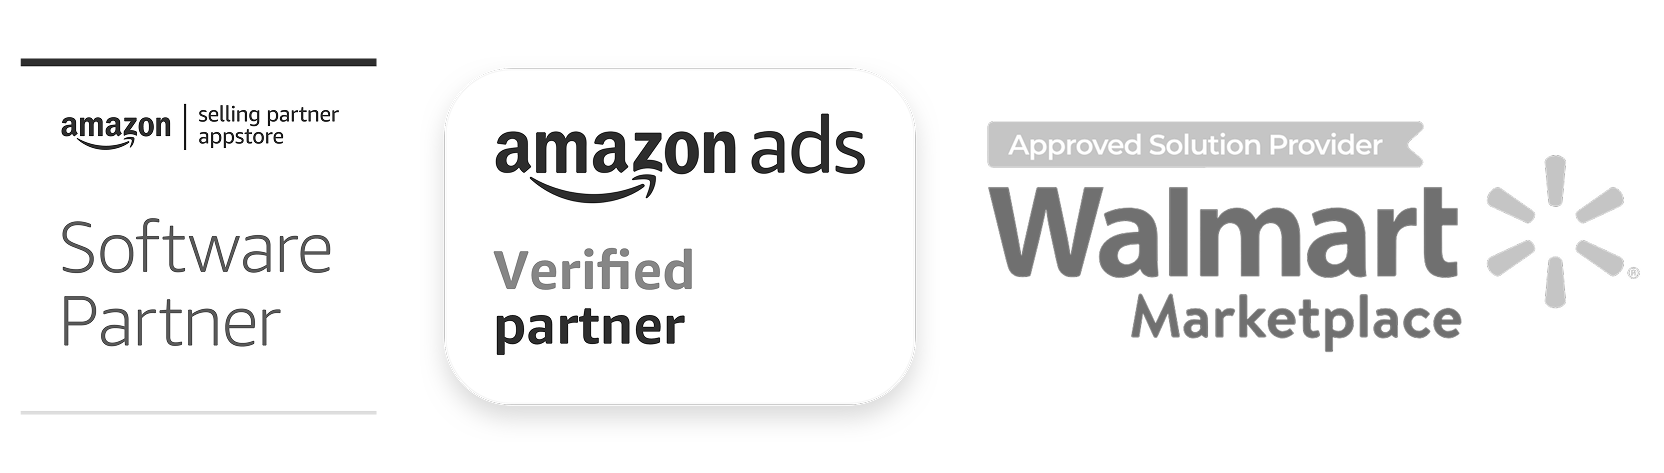 amazon
selling partner
appstore
Software
Partner
amazon ads
Verified
partner
Approved Solution Provider
Walmart
®
Marketplace